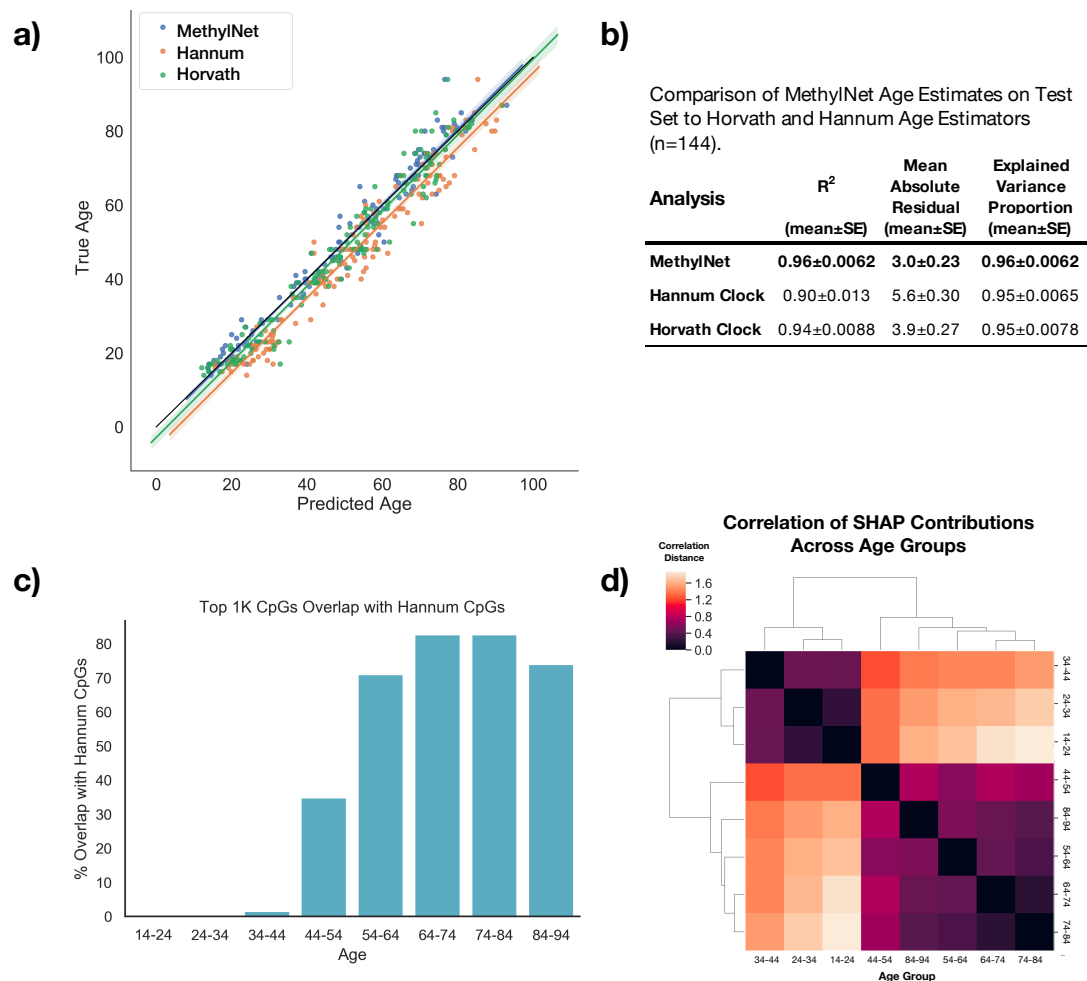 a)
MethylNet
Hannum
Horvath
100
80
60
40
20
0
True Age
0 20 40 60 80 100
Predicted Age
b)
Comparison of MethylNet Age Estimates on Test
Set to Horvath and Hannum Age Estimators
(n=144).
Analysis R2 (mean±SE) Mean Absolute Residual (mean±SE) Explained Variance Proportion (mean±SE)
MethylNet 0.96±0.0062 3.0±0.23 0.96±0.0062
Hannum Clock 0.90±0.013 5.6±0.30 0.95±0.0065
Horvath Clock 0.94±0.0088 3.9±0.27 0.95±0.0078
c)
Top 1K CpGs Overlap with Hannum CpGs
80
70
60
50
40
30
20
10
0
% Overlap with Hannum CpGs
14-24 24-34 34-44 44-54 54-64 64-74 74-84 84-94
Age
d)
Correlation of SHAP Contributions
Across Age Groups
Correlation
Distance
1.6
1.2
0.8
0.4
0.0
34-44
24-34
14-24
44-54
84-94
54-64
64-74
74-84
34-44 24-34 14-24 44-54 84-94 54-64 64-74 74-84
Age Group